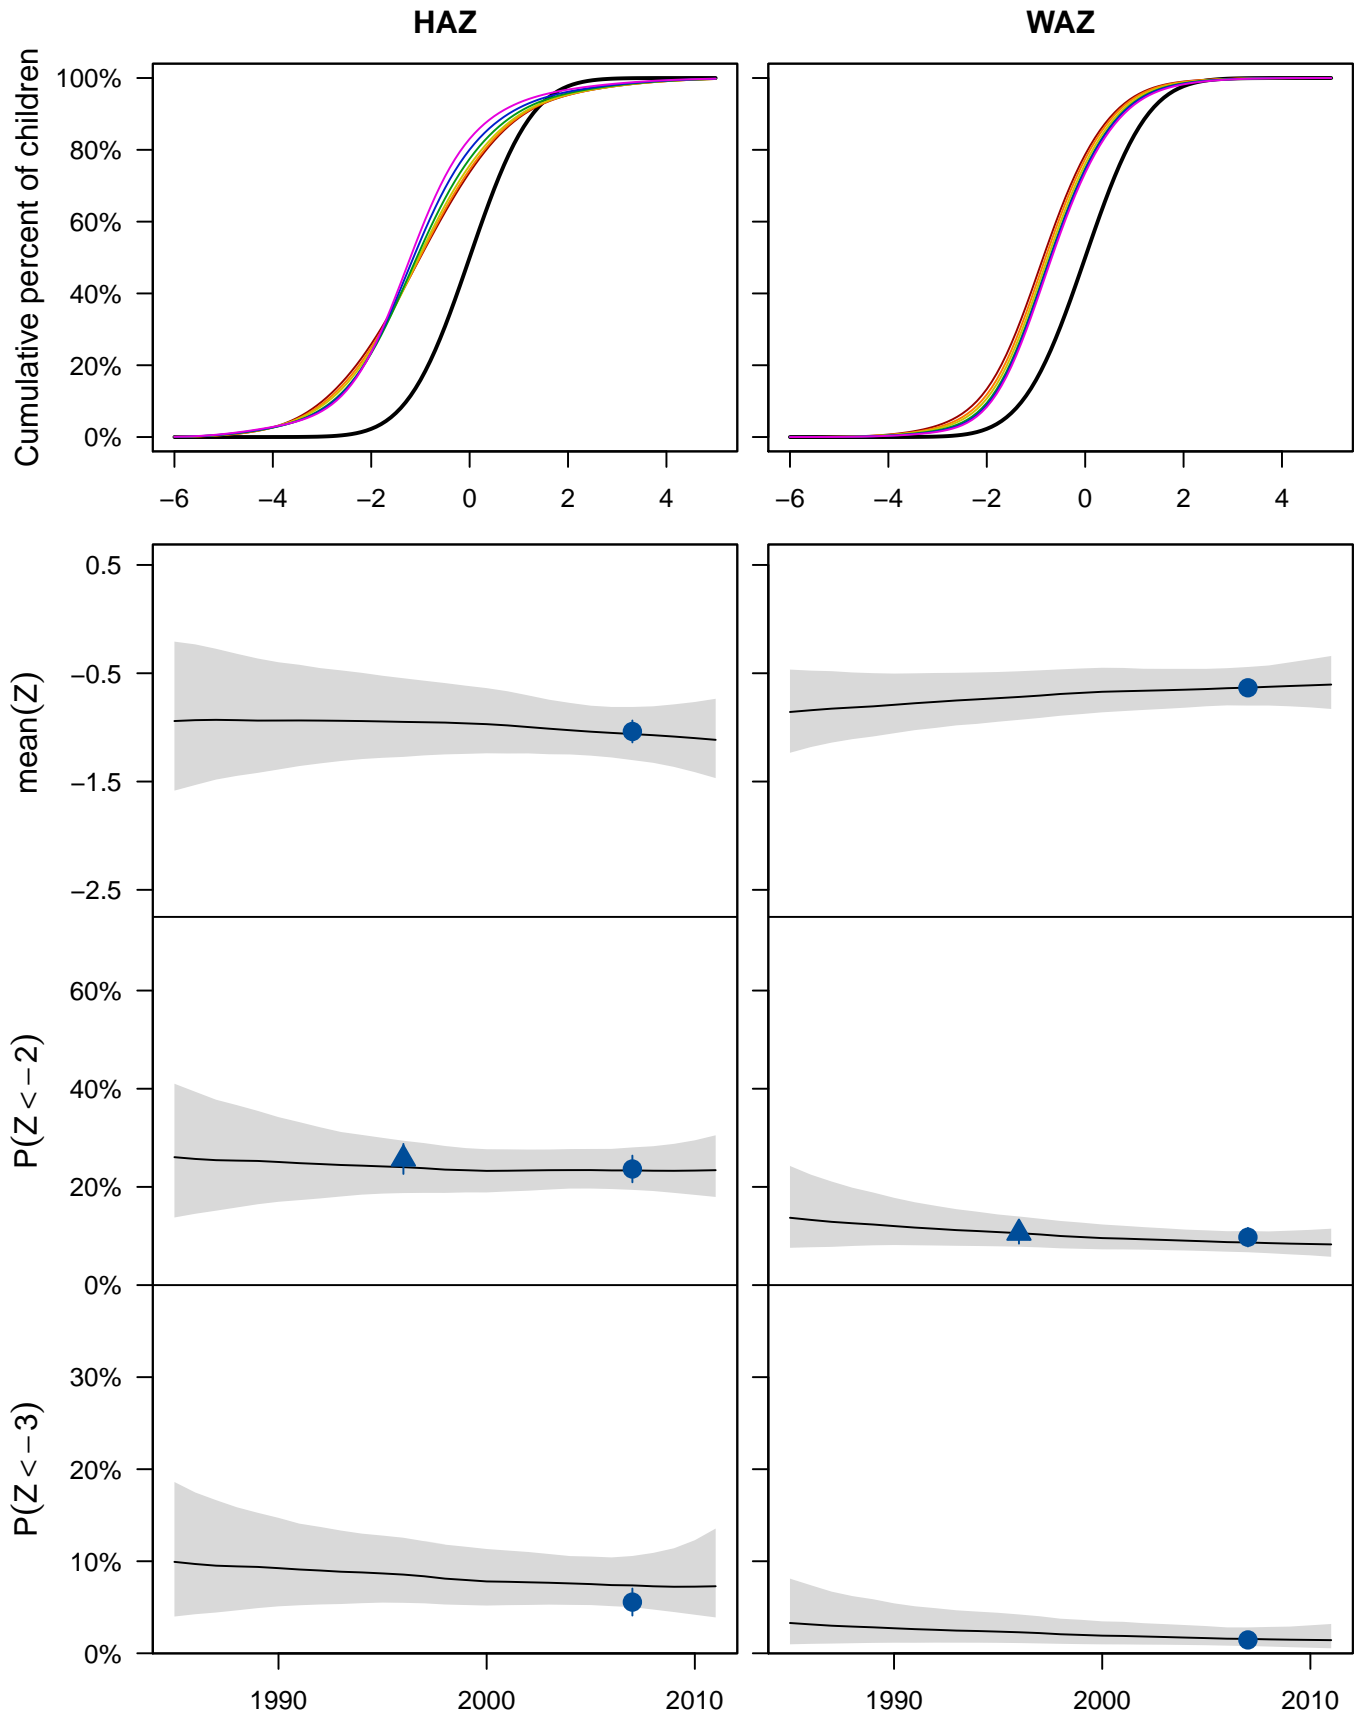 HAZ
WAZ
Cumulative percent of children
100%
80%
60%
40%
20%
0%
−6 −4 −2 0 2 4
−6 −4 −2 0 2 4
mean(Z)
0.5
−0.5
−1.5
−2.5
P(Z < −2)
60%
40%
20%
0%
P(Z < −3)
30%
20%
10%
0%
1990 2000 2010
1990 2000 2010